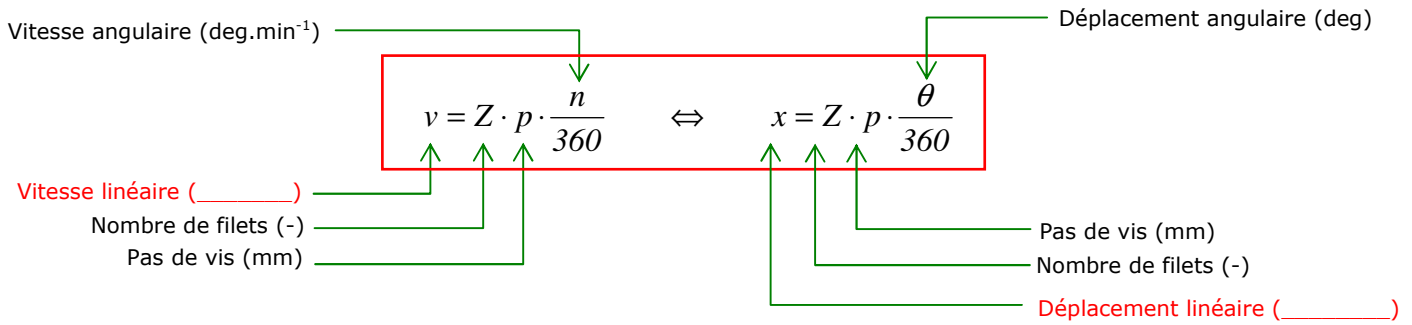 Déplacement angulaire (deg)
Vitesse angulaire (deg.min⁻¹)
v = Z · p · n/360 ⇔ x = Z · p · θ/360
Vitesse linéaire (_______)
Nombre de filets (-)
Pas de vis (mm)
Pas de vis (mm)
Nombre de filets (-)
Déplacement linéaire (________)